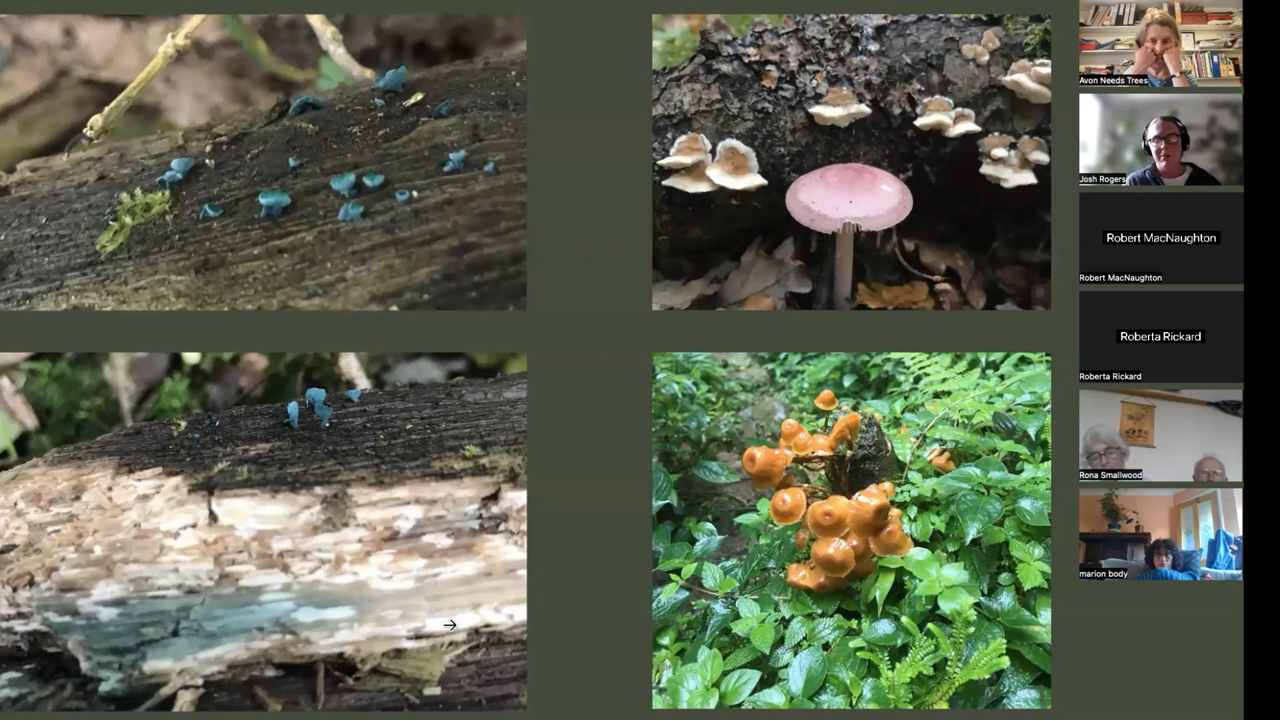 Avon Needs Trees
Josh Rogers
Robert MacNaughton
Robert MacNaughton
Roberta Rickard
Roberta Rickard
Rona Smallwood
marion body